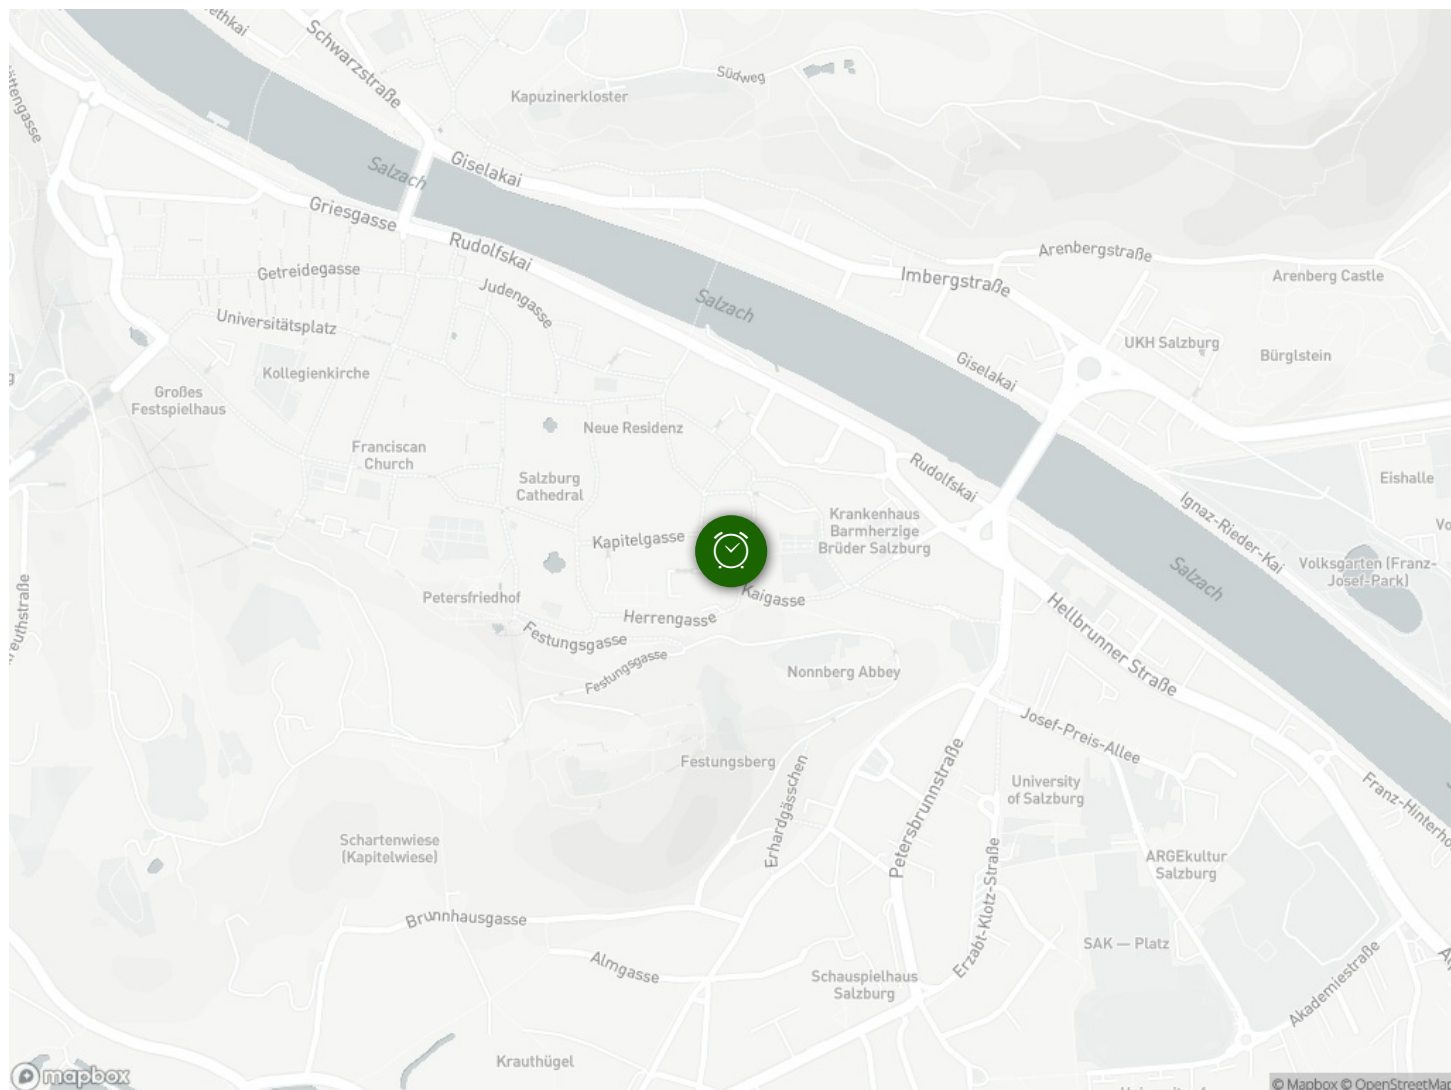 Schwarzstraße
Südweg
Kapuzinerkloster
Salzach
Giselakai
Griesgasse
Rudolfskai
Arenbergstraße
Getreidegasse
Imbergstraße
Arenberg Castle
Judengasse
Salzach
Universitätsplatz
UKH Salzburg
Bürglstein
Giselakai
Kollegienkirche
Großes
Festspielhaus
Neue Residenz
Franciscan
Church
Salzburg
Cathedral
Rudolfskai
Eishalle
Ignaz-Rieder-Kai
Krankenhaus
Barmherzige
Brüder Salzburg
Kapitelgasse
Volksgarten (Franz-
Josef-Park)
Salzach
Petersfriedhof
Kaigasse
Herrengasse
Hellbrunner Straße
Festungsgasse
Festungsgasse
Nonnberg Abbey
Josef-Preis-Allee
Festungsberg
University
of Salzburg
Erhardgässchen
Petersbrunnstraße
Schartenwiese
(Kapitelwiese)
ARGEkultur
Salzburg
Erzabt-Klotz-Straße
Brunnhausgasse
SAK — Platz
Almgasse
Schauspielhaus
Salzburg
Akademiestraße
Krauthügel
mapbox
© Mapbox © OpenStreetMap